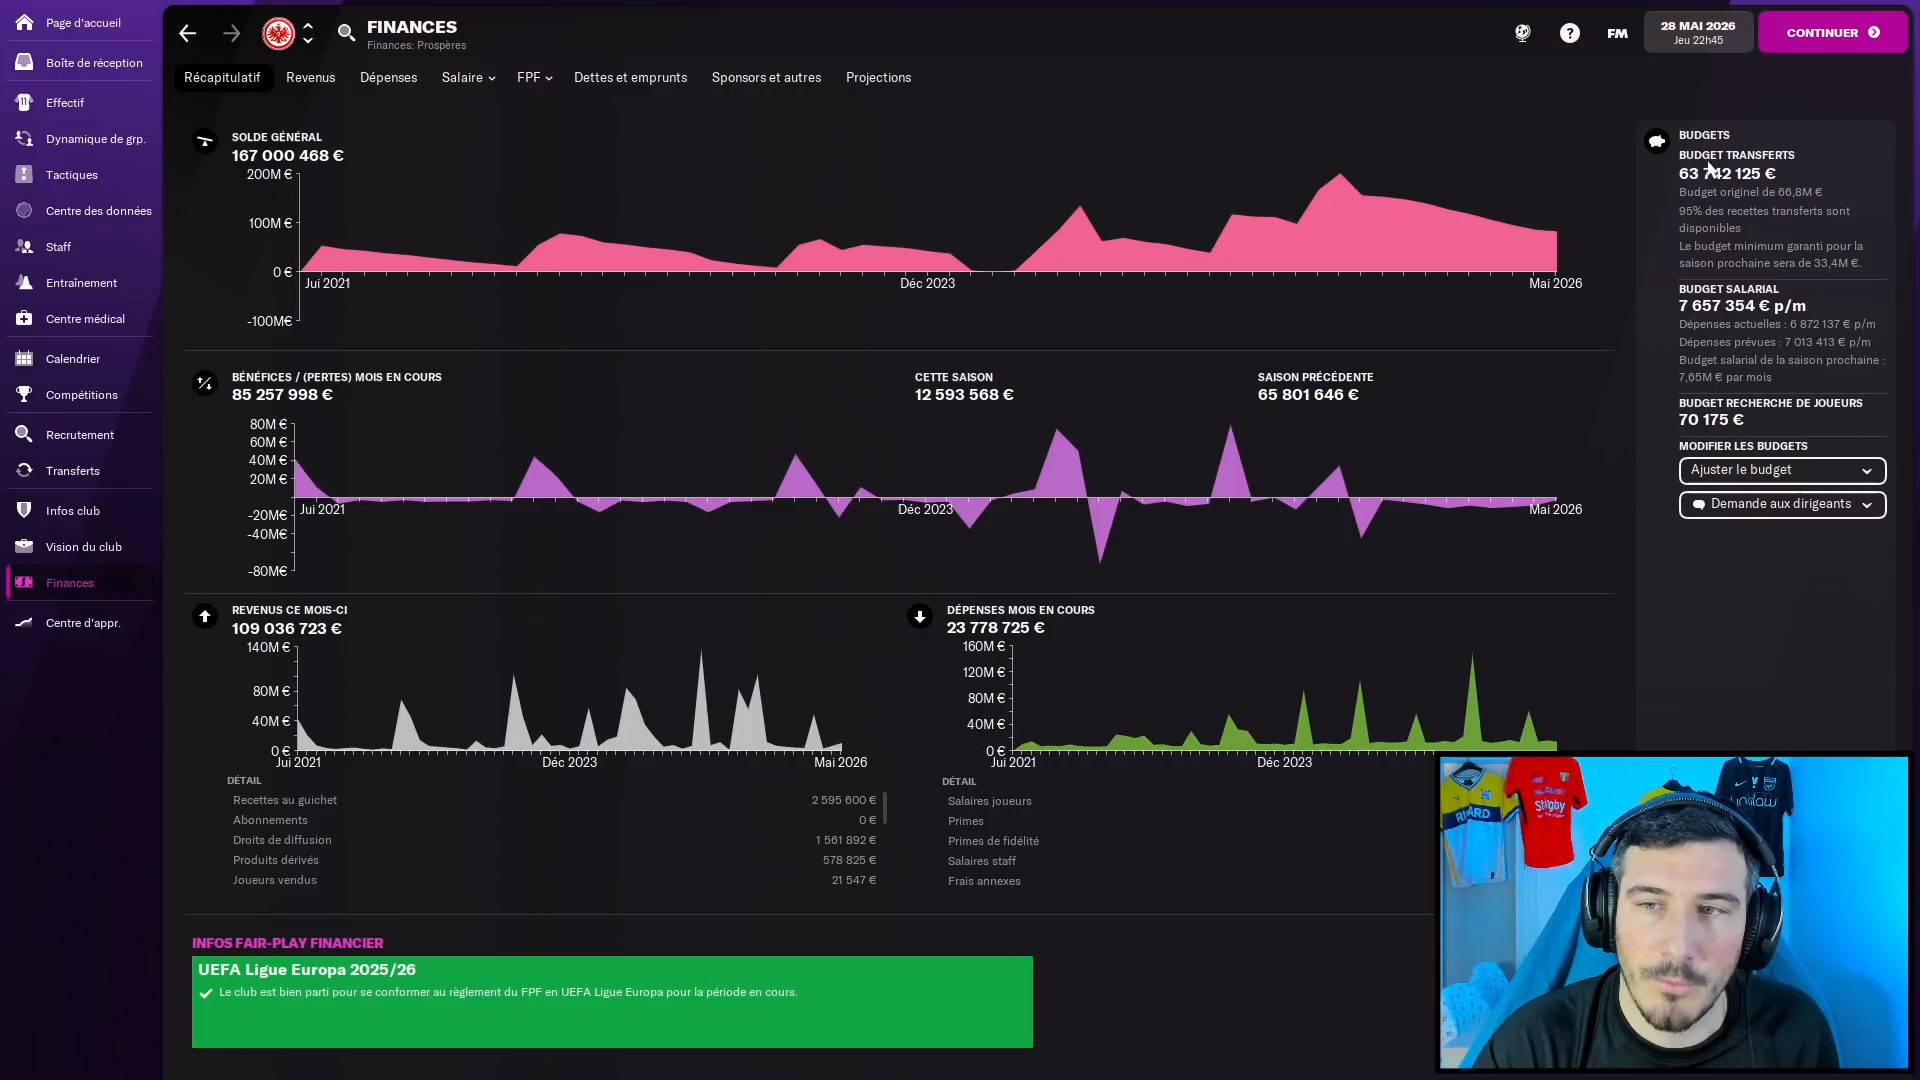 Page d'accueil
Boîte de réception
Effectif
Dynamique de grp.
Tactiques
Centre des données
Staff
Entraînement
Centre médical
Calendrier
Compétitions
Recrutement
Transferts
Infos club
Vision du club
Finances
Centre d'appr.
FINANCES
Finances: Prospères
FM
28 MAI 2026
Jeu 22h45
CONTINUER
Récapitulatif
Revenus
Dépenses
Salaire
FPF
Dettes et emprunts
Sponsors et autres
Projections
SOLDE GÉNÉRAL
167 000 468 €
200M €
100M €
0 €
-100M€
Jui 2021
Déc 2023
Mai 2026
BÉNÉFICES / (PERTES) MOIS EN COURS
85 257 998 €
CETTE SAISON
12 593 568 €
SAISON PRÉCÉDENTE
65 801 646 €
80M €
60M €
40M €
20M €
-20M€
-40M€
-80M€
Jui 2021
Déc 2023
Mai 2026
REVENUS CE MOIS-CI
109 036 723 €
140M €
80M €
40M €
0 €
Jui 2021
Déc 2023
Mai 2026
DÉTAIL
Recettes au guichet 2 595 600 €
Abonnements 0 €
Droits de diffusion 1 561 892 €
Produits dérivés 578 825 €
Joueurs vendus 21 547 €
DÉPENSES MOIS EN COURS
23 778 725 €
160M €
120M €
80M €
40M €
0 €
Jui 2021
Déc 2023
DÉTAIL
Salaires joueurs
Primes
Primes de fidélité
Salaires staff
Frais annexes
INFOS FAIR-PLAY FINANCIER
UEFA Ligue Europa 2025/26
Le club est bien parti pour se conformer au règlement du FPF en UEFA Ligue Europa pour la période en cours.
BUDGETS
BUDGET TRANSFERTS
63 742 125 €
Budget originel de 66,8M €
95% des recettes transferts sont
disponibles
Le budget minimum garanti pour la
saison prochaine sera de 33,4M €.
BUDGET SALARIAL
7 657 354 € p/m
Dépenses actuelles : 6 872 137 € p/m
Dépenses prévues : 7 013 413 € p/m
Budget salarial de la saison prochaine :
7,65M € par mois
BUDGET RECHERCHE DE JOUEURS
70 175 €
MODIFIER LES BUDGETS
Ajuster le budget
Demande aux dirigeants